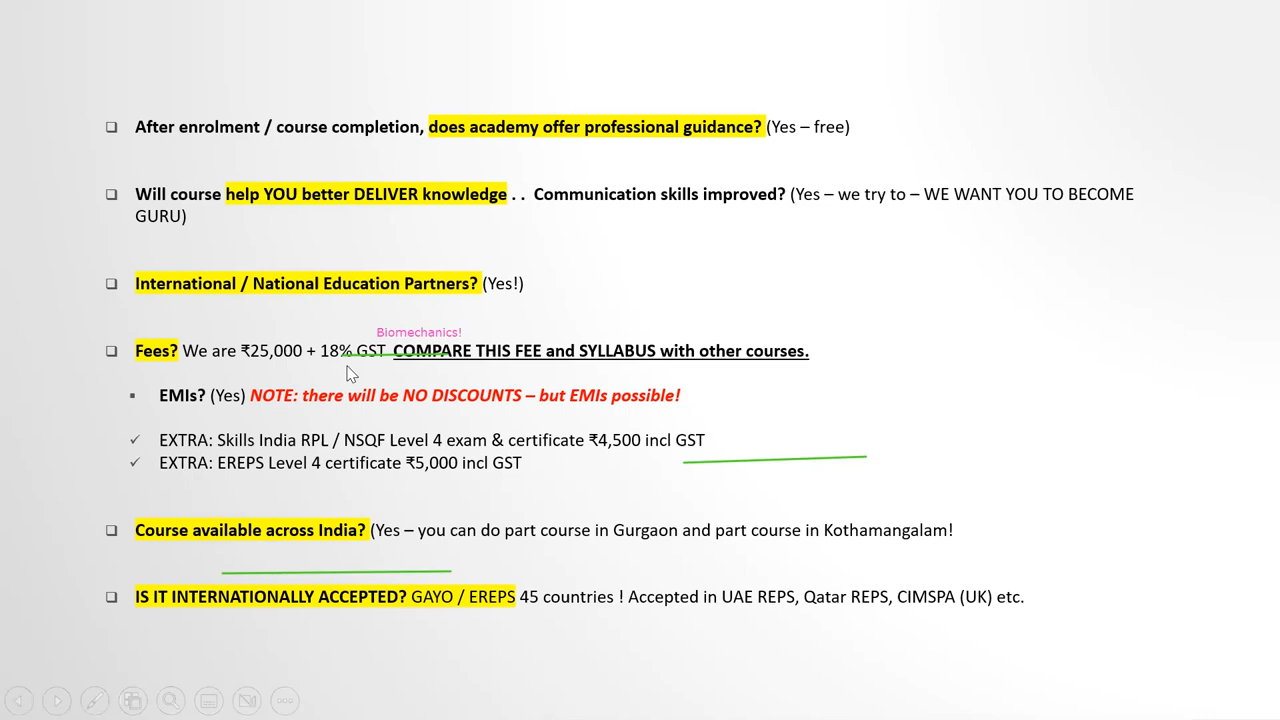 After enrolment / course completion, does academy offer professional guidance? (Yes – free)
Will course help YOU better DELIVER knowledge . .  Communication skills improved? (Yes – we try to – WE WANT YOU TO BECOME
GURU)
International / National Education Partners? (Yes!)
Biomechanics!
Fees? We are ₹25,000 + 18% GST  COMPARE THIS FEE and SYLLABUS with other courses.
EMIs? (Yes) NOTE: there will be NO DISCOUNTS – but EMIs possible!
EXTRA: Skills India RPL / NSQF Level 4 exam & certificate ₹4,500 incl GST
EXTRA: EREPS Level 4 certificate ₹5,000 incl GST
Course available across India? (Yes – you can do part course in Gurgaon and part course in Kothamangalam!
IS IT INTERNATIONALLY ACCEPTED? GAYO / EREPS 45 countries ! Accepted in UAE REPS, Qatar REPS, CIMSPA (UK) etc.